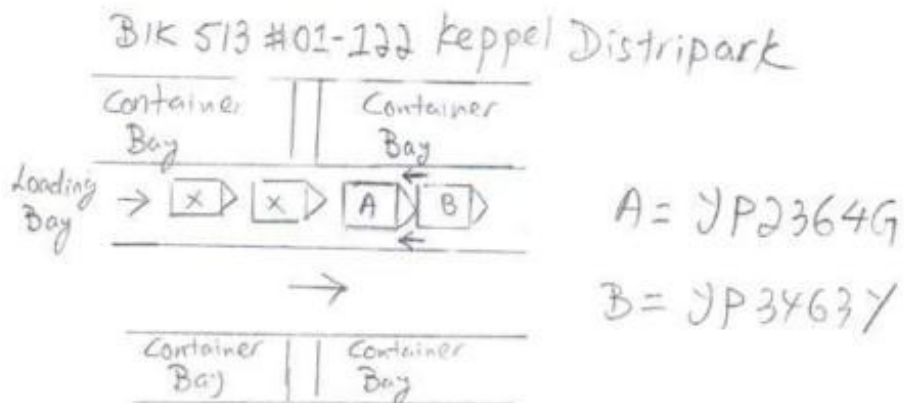 Blk 513 #01-122 Keppel Distripark
Container Bay
Container Bay
Loading Bay
X
X
A
B
A = YP2364G
B = YP3463Y
Container Bay
Container Bay